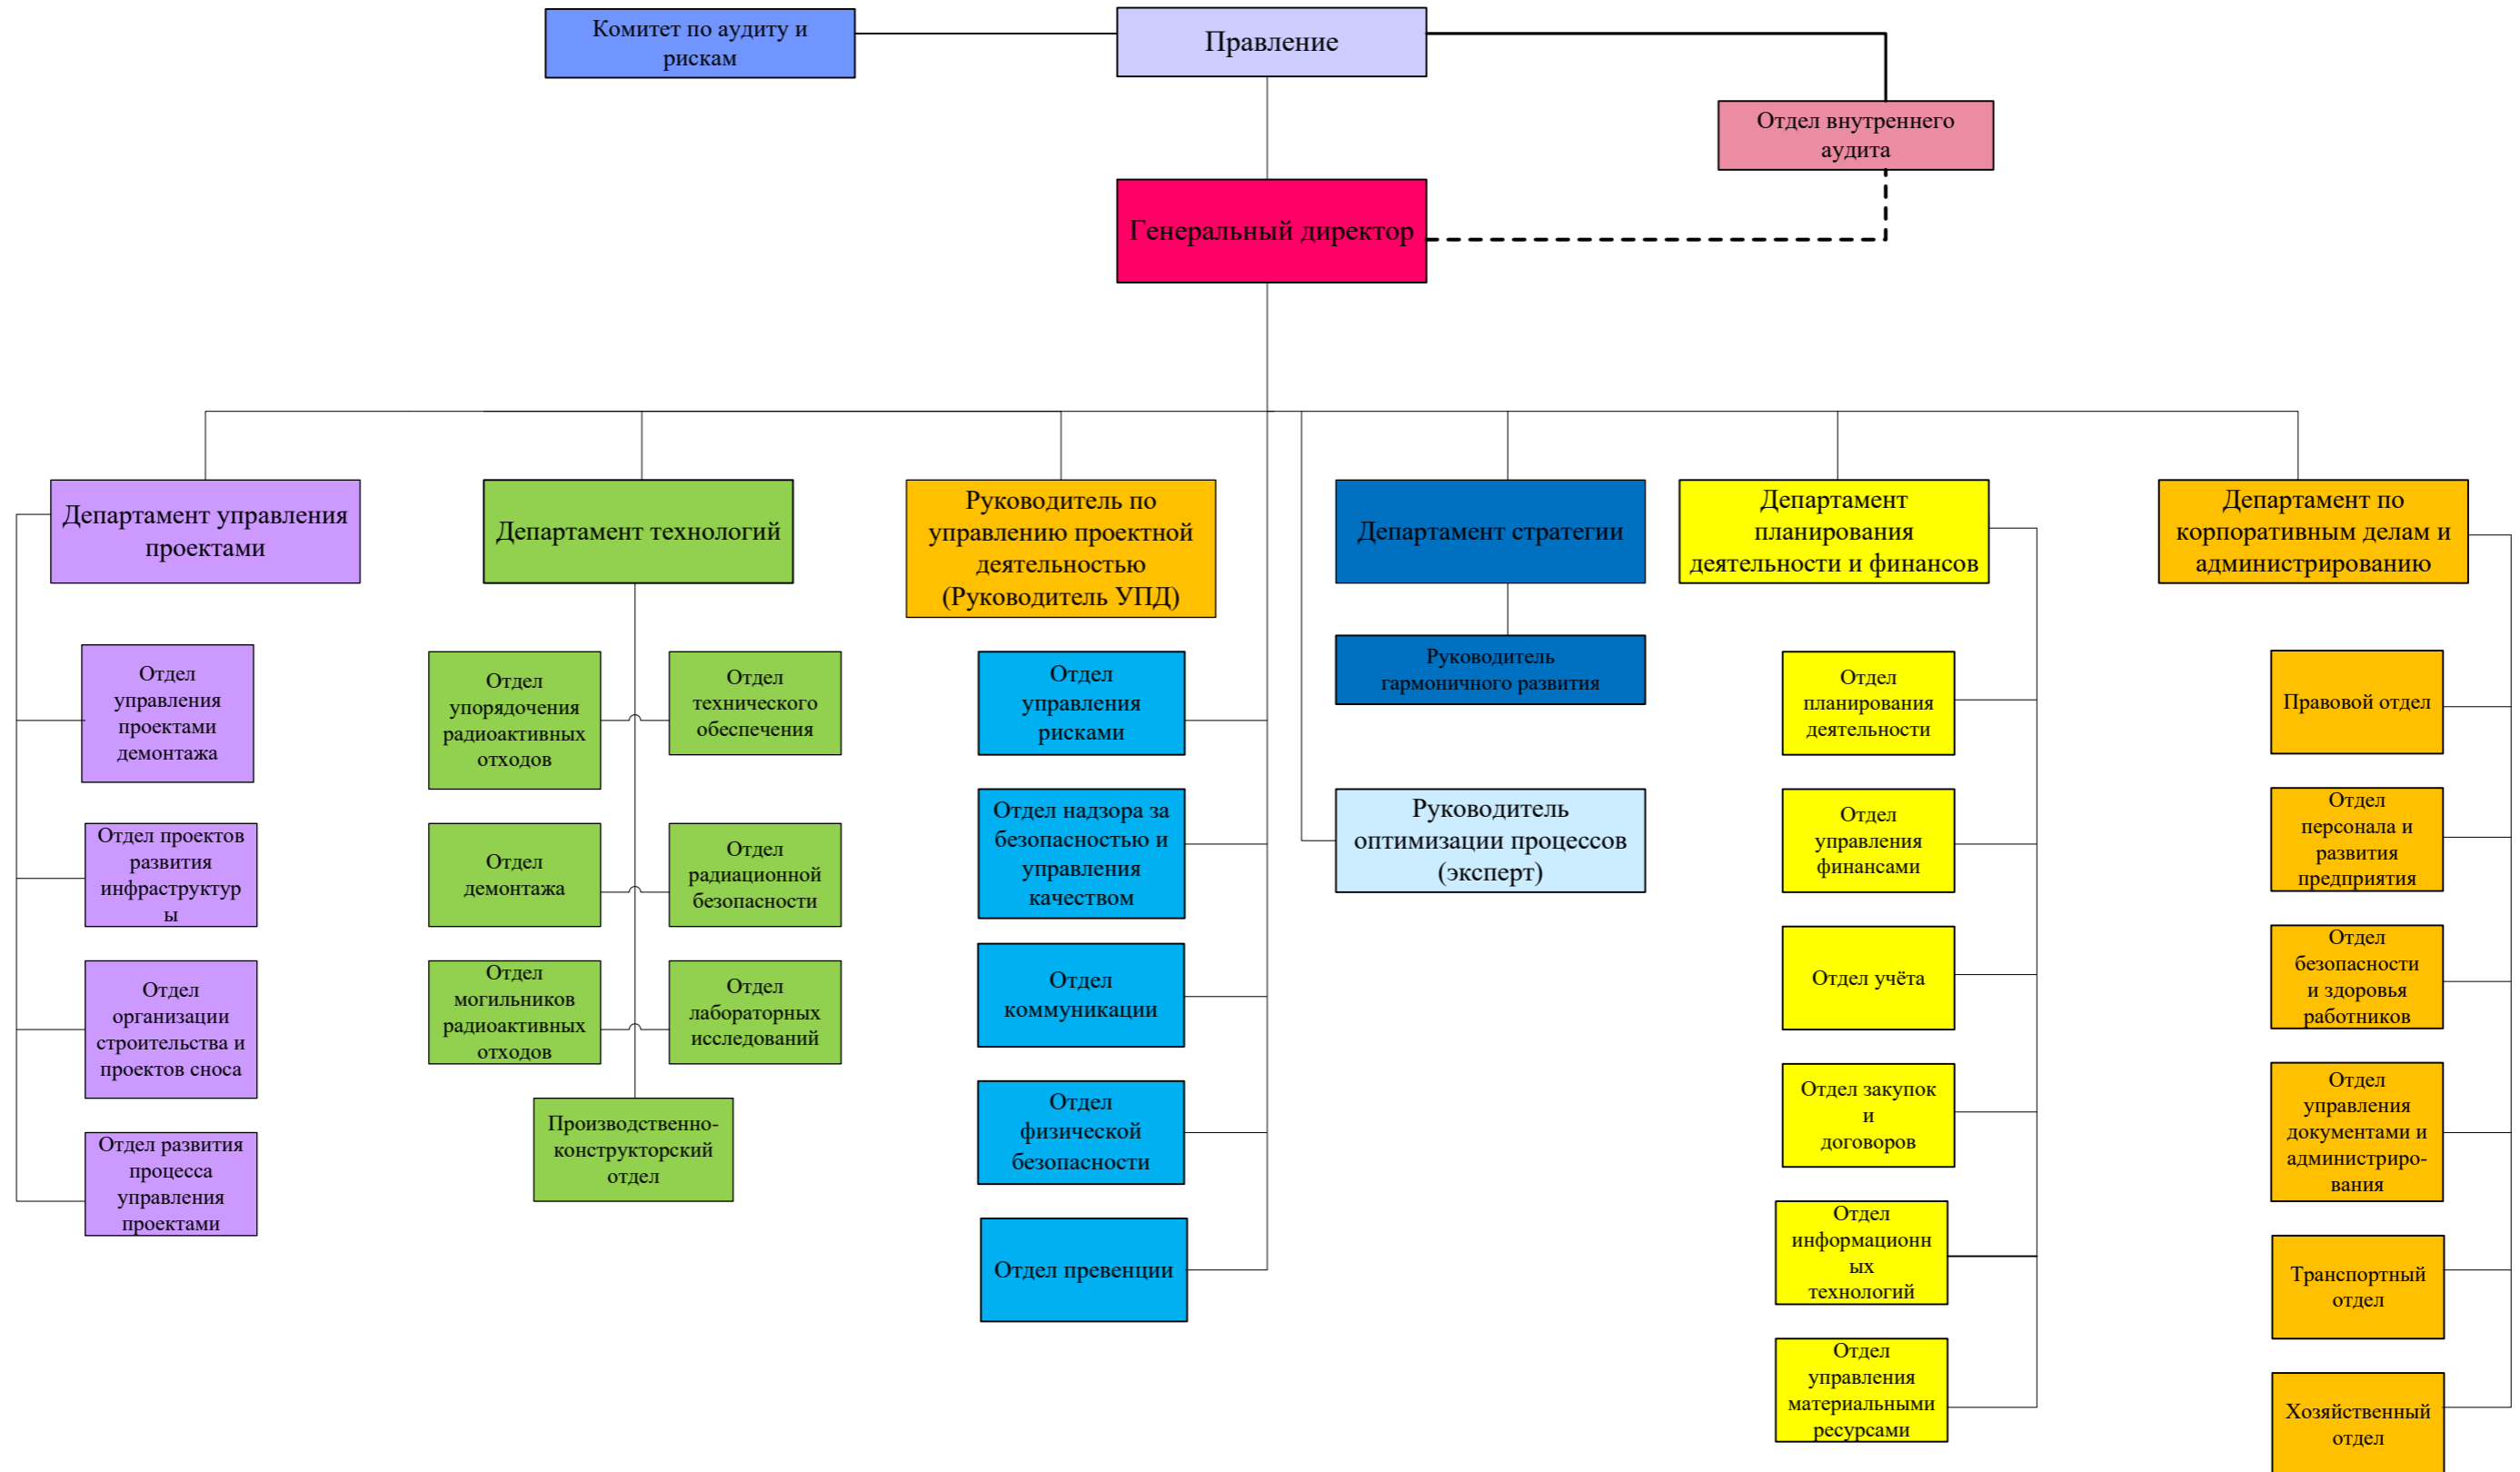 Комитет по аудиту и
рискам
Правление
Отдел внутреннего
аудита
Генеральный директор
Департамент управления
проектами
Департамент технологий
Руководитель по
управлению проектной
деятельностью
(Руководитель УПД)
Департамент стратегии
Департамент
планирования
деятельности и финансов
Департамент по
корпоративным делам и
администрированию
Отдел
управления
проектами
демонтажа
Отдел проектов
развития
инфраструктур
ы
Отдел
организации
строительства и
проектов сноса
Отдел развития
процесса
управления
проектами
Отдел
упорядочения
радиоактивных
отходов
Отдел
технического
обеспечения
Отдел
демонтажа
Отдел
радиационной
безопасности
Отдел
могильников
радиоактивных
отходов
Отдел
лабораторных
исследований
Производственно-
конструкторский
отдел
Отдел
управления
рисками
Отдел надзора за
безопасностью и
управления
качеством
Отдел
коммуникации
Отдел
физической
безопасности
Отдел превенции
Руководитель
гармоничного развития
Руководитель
оптимизации процессов
(эксперт)
Отдел
планирования
деятельности
Отдел
управления
финансами
Отдел учёта
Отдел закупок
и
договоров
Отдел
информационн
ых
технологий
Отдел
управления
материальными
ресурсами
Правовой отдел
Отдел
персонала и
развития
предприятия
Отдел
безопасности
и здоровья
работников
Отдел
управления
документами и
администриро-
вания
Транспортный
отдел
Хозяйственный
отдел